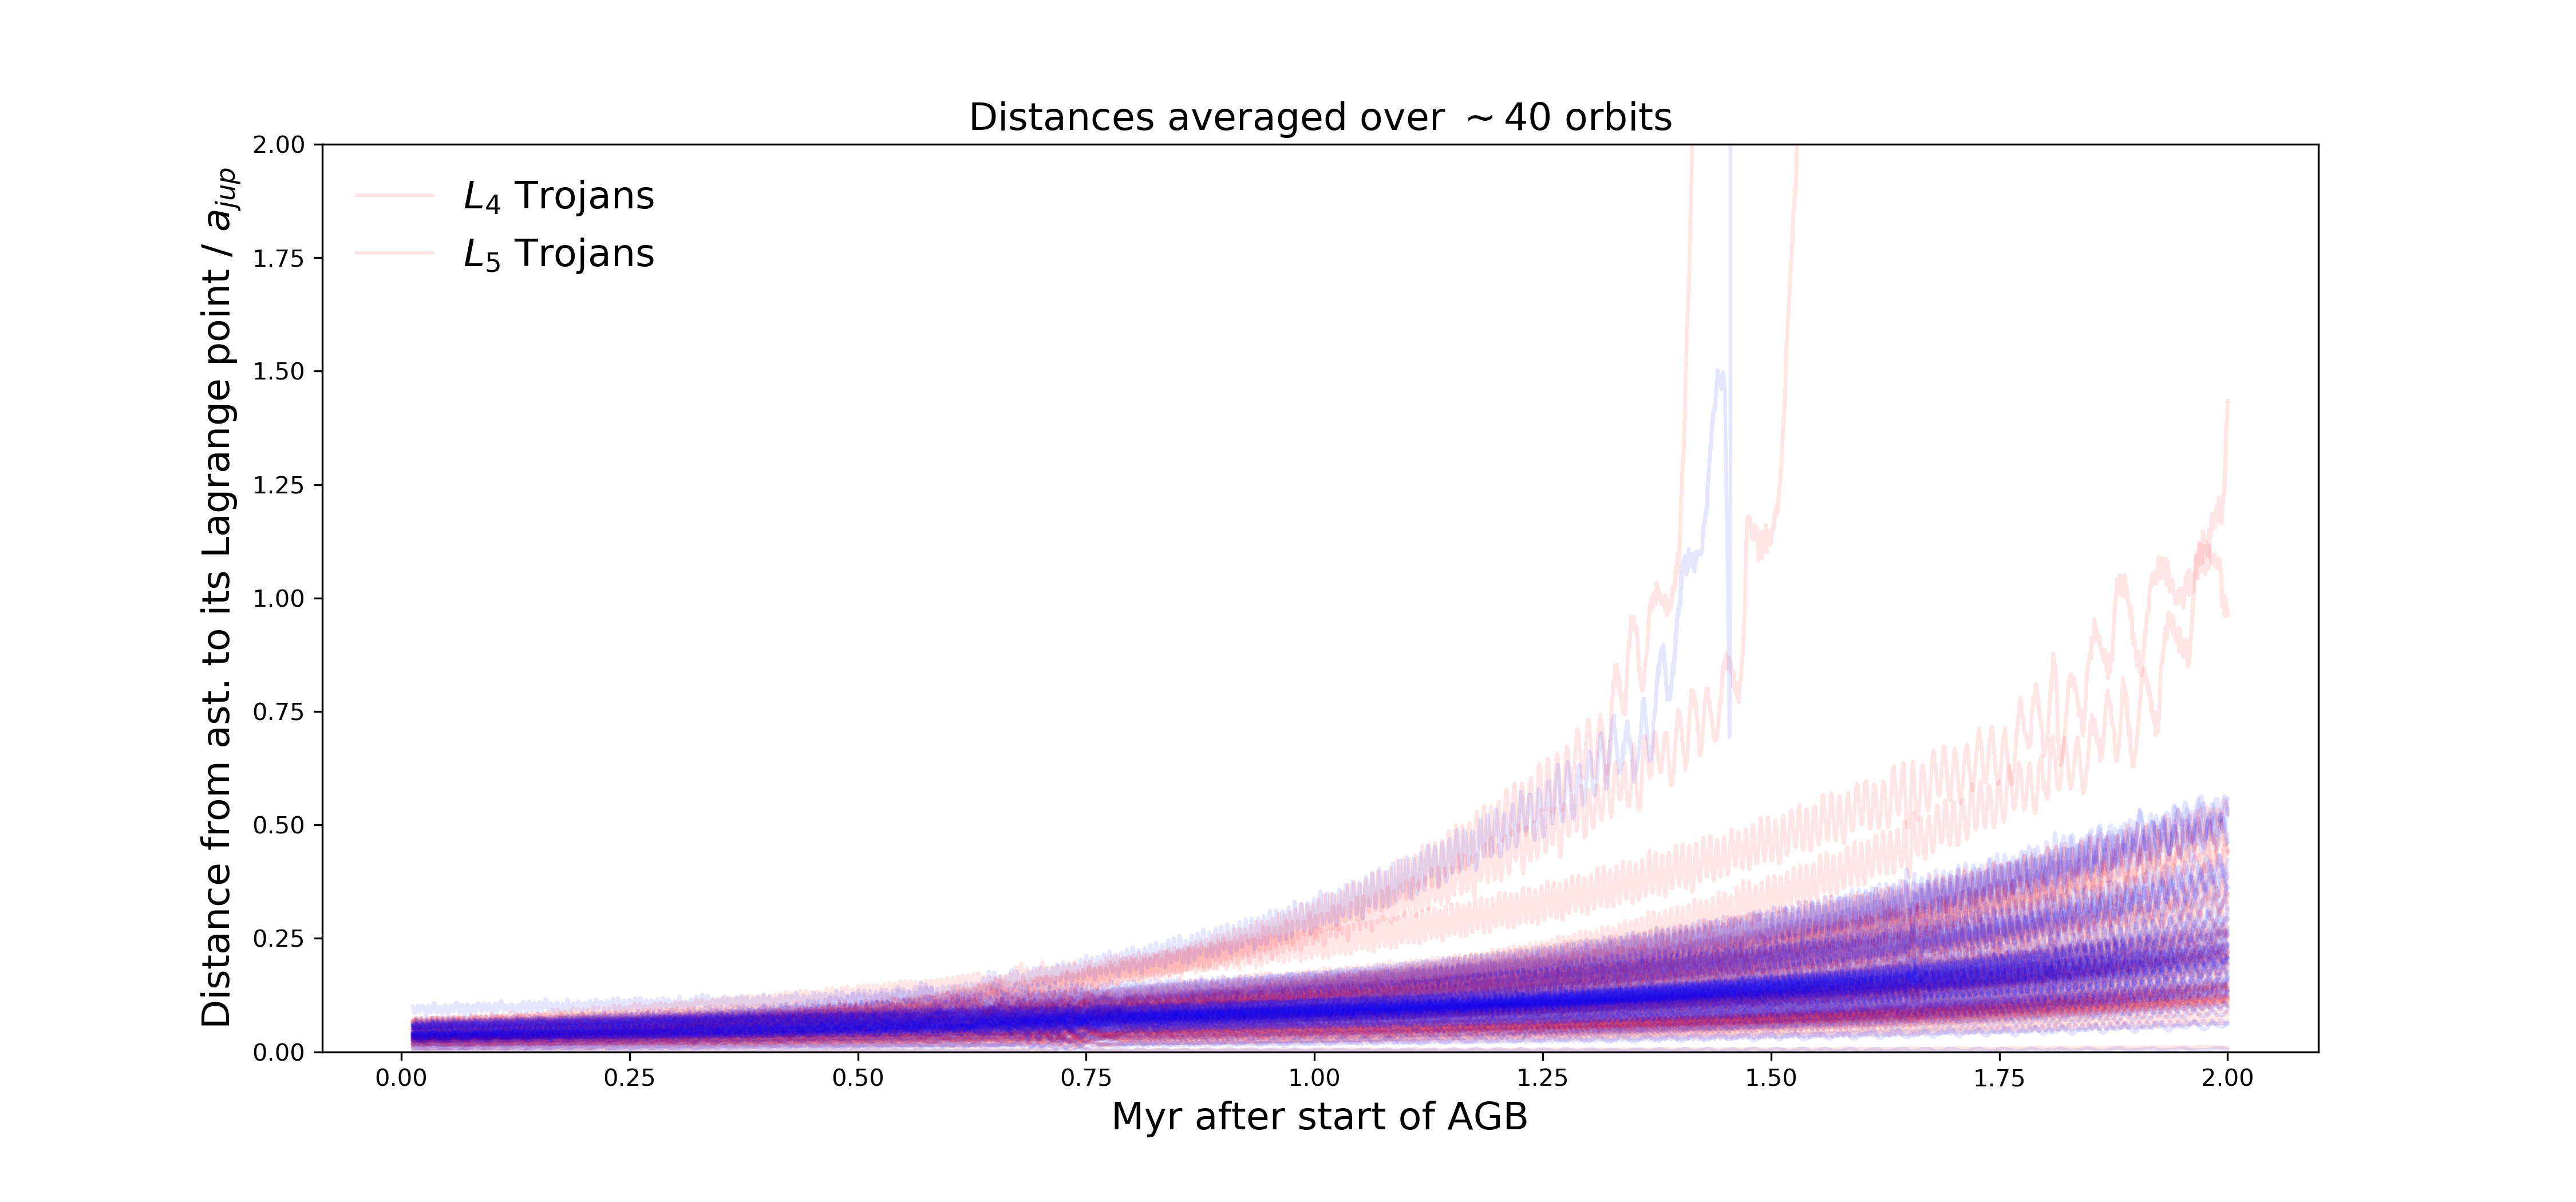 Distances averaged over ~ 40 orbits
2.00
1.75
1.50
1.25
1.00
0.75
0.50
0.25
0.00
Distance from ast. to its Lagrange point / a_jup
L₄ Trojans
L₅ Trojans
0.00 0.25 0.50 0.75 1.00 1.25 1.50 1.75 2.00
Myr after start of AGB